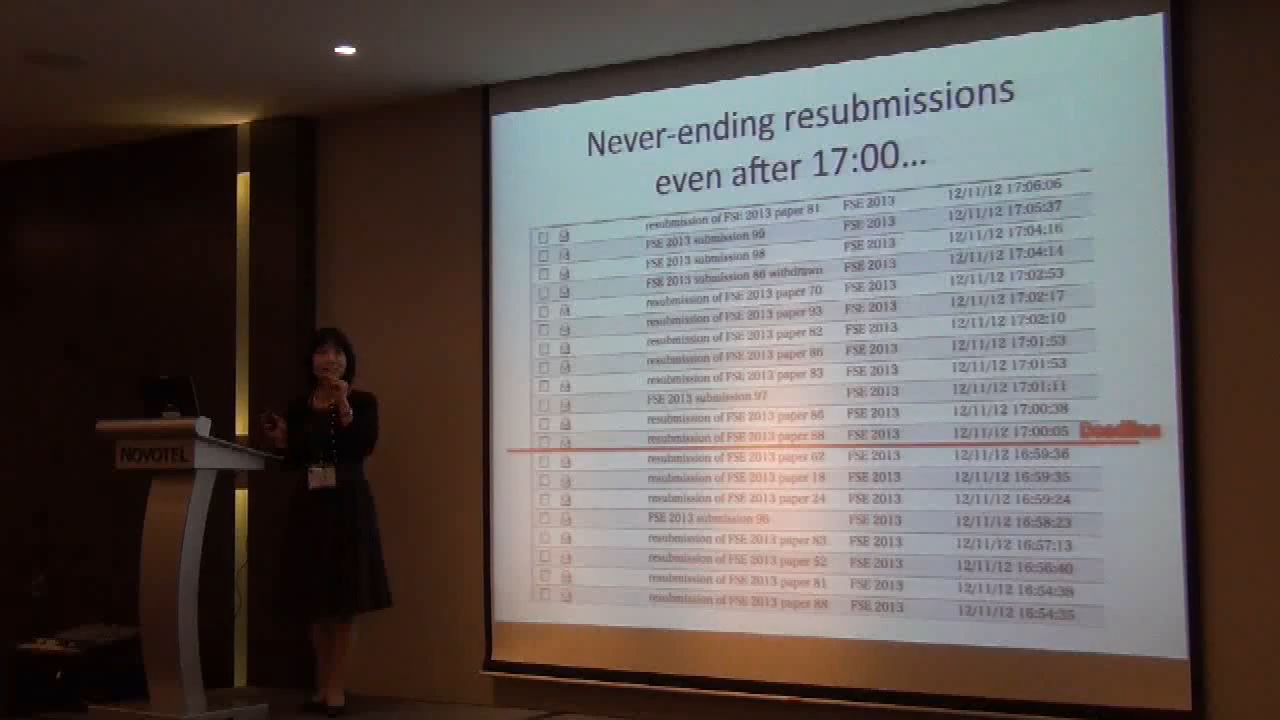 Never-ending resubmissions
even after 17:00...
resubmission of FSE 2013 paper 81 FSE 2013 12/11/12 17:06:06
FSE 2013 submission 99 FSE 2013 12/11/12 17:05:37
FSE 2013 submission 98 FSE 2013 12/11/12 17:04:16
FSE 2013 submission 86 withdrawn FSE 2013 12/11/12 17:04:14
resubmission of FSE 2013 paper 70 FSE 2013 12/11/12 17:02:53
resubmission of FSE 2013 paper 93 FSE 2013 12/11/12 17:02:17
resubmission of FSE 2013 paper 82 FSE 2013 12/11/12 17:02:10
resubmission of FSE 2013 paper 86 FSE 2013 12/11/12 17:01:53
resubmission of FSE 2013 paper 83 FSE 2013 12/11/12 17:01:53
FSE 2013 submission 97 FSE 2013 12/11/12 17:01:11
resubmission of FSE 2013 paper 86 FSE 2013 12/11/12 17:00:38
resubmission of FSE 2013 paper 88 FSE 2013 12/11/12 17:00:05 Deadline
resubmission of FSE 2013 paper 62 FSE 2013 12/11/12 16:59:36
resubmission of FSE 2013 paper 18 FSE 2013 12/11/12 16:59:35
resubmission of FSE 2013 paper 24 FSE 2013 12/11/12 16:59:24
FSE 2013 submission 96 FSE 2013 12/11/12 16:58:23
resubmission of FSE 2013 paper 83 FSE 2013 12/11/12 16:57:13
resubmission of FSE 2013 paper 52 FSE 2013 12/11/12 16:56:40
resubmission of FSE 2013 paper 81 FSE 2013 12/11/12 16:54:38
resubmission of FSE 2013 paper 88 FSE 2013 12/11/12 16:54:35
NOVOTEL